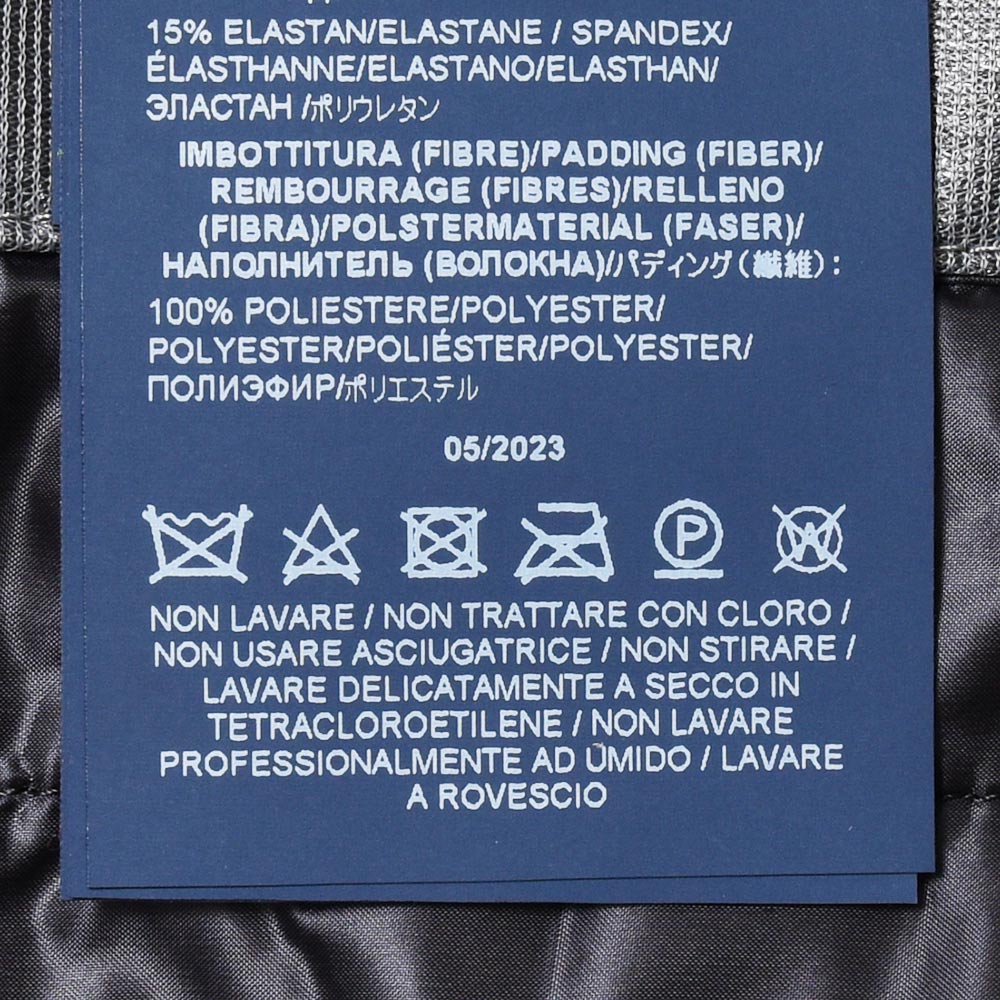 15% ELASTAN/ELASTANE / SPANDEX/
ÉLASTHANNE/ELASTANO/ELASTHAN/
ЭЛАСТАН /ポリウレタン
IMBOTTITURA (FIBRE)/PADDING (FIBER)/
REMBOURRAGE (FIBRES)/RELLENO
(FIBRA)/POLSTERMATERIAL (FASER)/
НАПОЛНИТЕЛЬ (ВОЛОКНА)/パディング(繊維):
100% POLIESTERE/POLYESTER/
POLYESTER/POLIÉSTER/POLYESTER/
ПОЛИЭФИР/ポリエステル
05/2023
P W
NON LAVARE / NON TRATTARE CON CLORO /
NON USARE ASCIUGATRICE / NON STIRARE /
LAVARE DELICATAMENTE A SECCO IN
TETRACLOROETILENE / NON LAVARE
PROFESSIONALMENTE AD UMIDO / LAVARE
A ROVESCIO